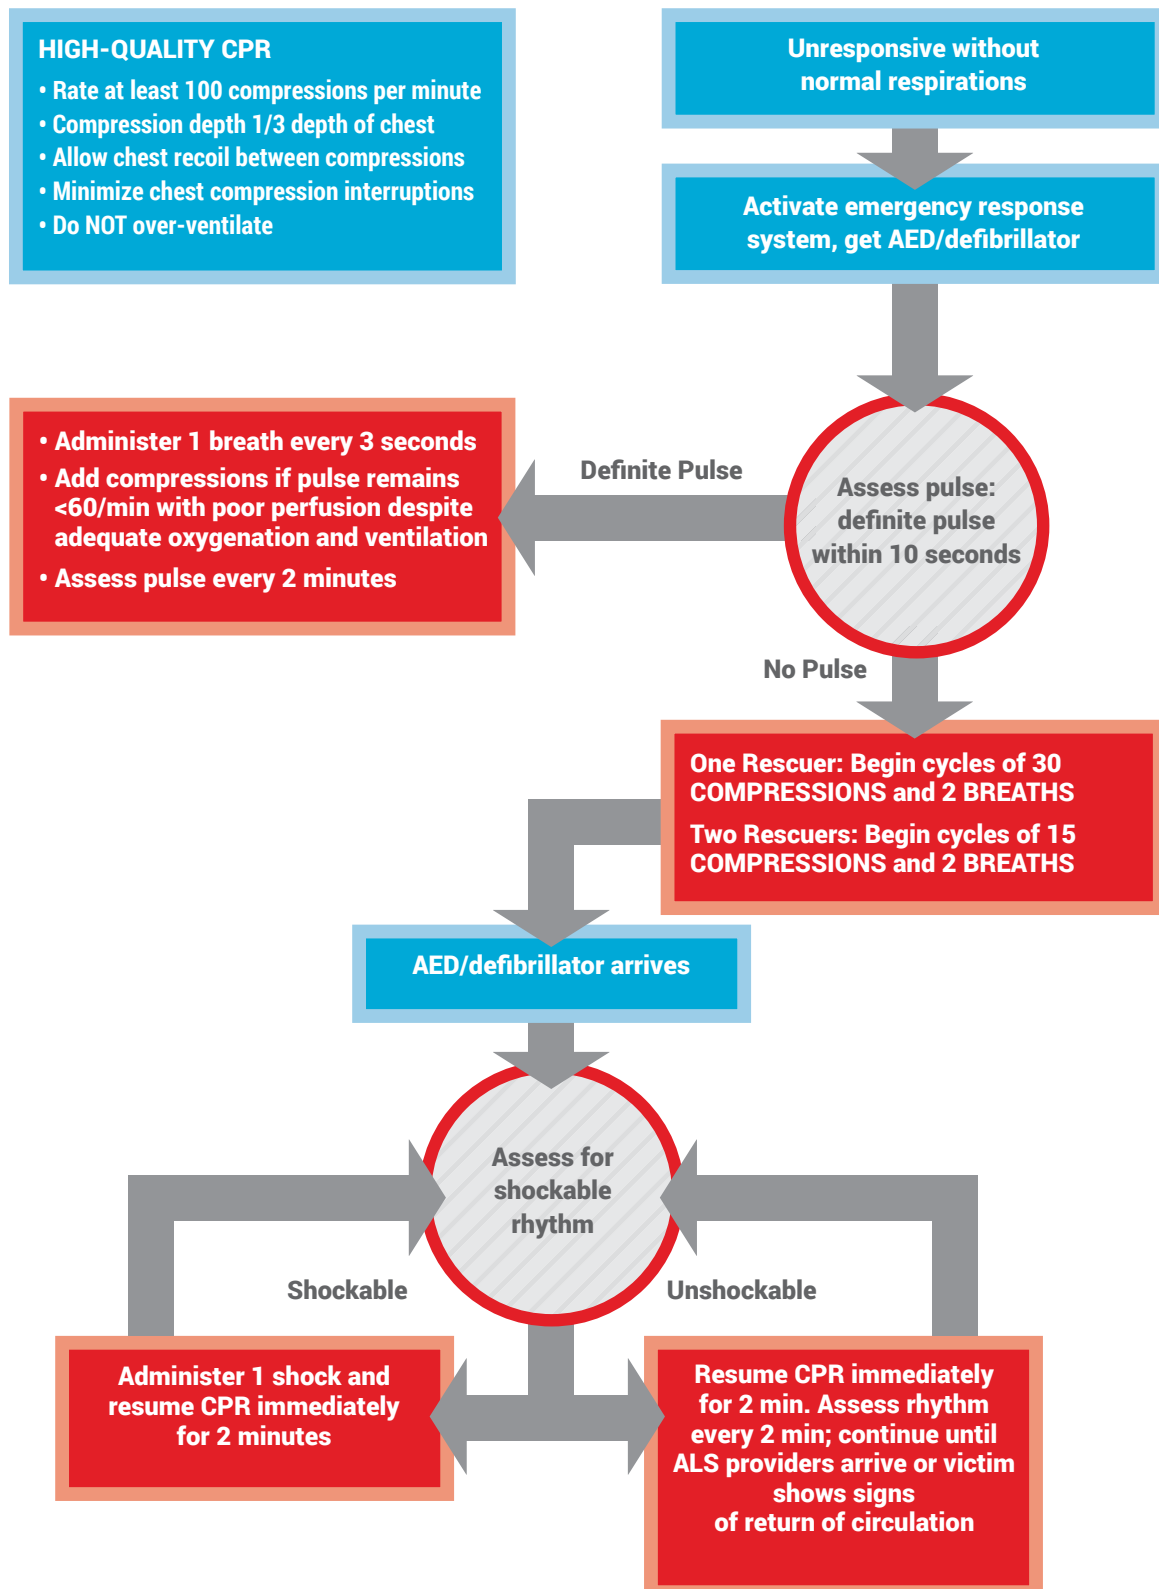 HIGH-QUALITY CPR
• Rate at least 100 compressions per minute
• Compression depth 1/3 depth of chest
• Allow chest recoil between compressions
• Minimize chest compression interruptions
• Do NOT over-ventilate
Unresponsive without
normal respirations
Activate emergency response
system, get AED/defibrillator
• Administer 1 breath every 3 seconds
• Add compressions if pulse remains
<60/min with poor perfusion despite
adequate oxygenation and ventilation
• Assess pulse every 2 minutes
Definite Pulse
Assess pulse:
definite pulse
within 10 seconds
No Pulse
One Rescuer: Begin cycles of 30
COMPRESSIONS and 2 BREATHS
Two Rescuers: Begin cycles of 15
COMPRESSIONS and 2 BREATHS
AED/defibrillator arrives
Assess for
shockable
rhythm
Shockable
Unshockable
Administer 1 shock and
resume CPR immediately
for 2 minutes
Resume CPR immediately
for 2 min. Assess rhythm
every 2 min; continue until
ALS providers arrive or victim
shows signs
of return of circulation